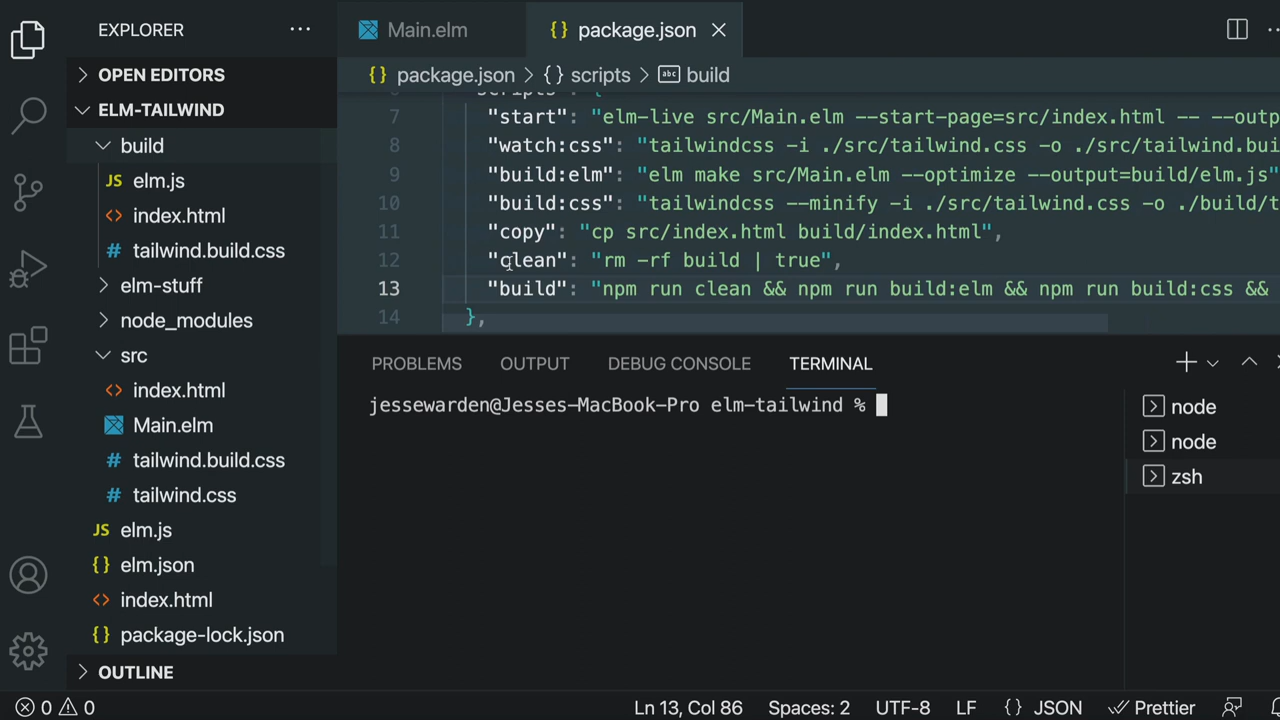 EXPLORER
OPEN EDITORS
ELM-TAILWIND
build
JS elm.js
<> index.html
# tailwind.build.css
elm-stuff
node_modules
src
<> index.html
Main.elm
# tailwind.build.css
# tailwind.css
JS elm.js
{} elm.json
<> index.html
{} package-lock.json
OUTLINE
Main.elm
{} package.json
{} package.json > {} scripts > abc build
7 "start": "elm-live src/Main.elm --start-page=src/index.html -- --outp
8 "watch:css": "tailwindcss -i ./src/tailwind.css -o ./src/tailwind.bui
9 "build:elm": "elm make src/Main.elm --optimize --output=build/elm.js"
10 "build:css": "tailwindcss --minify -i ./src/tailwind.css -o ./build/t
11 "copy": "cp src/index.html build/index.html",
12 "clean": "rm -rf build | true",
13 "build": "npm run clean && npm run build:elm && npm run build:css &&
14 },
PROBLEMS OUTPUT DEBUG CONSOLE TERMINAL
jessewarden@Jesses-MacBook-Pro elm-tailwind %
node
node
zsh
0 0 Ln 13, Col 86 Spaces: 2 UTF-8 LF {} JSON Prettier